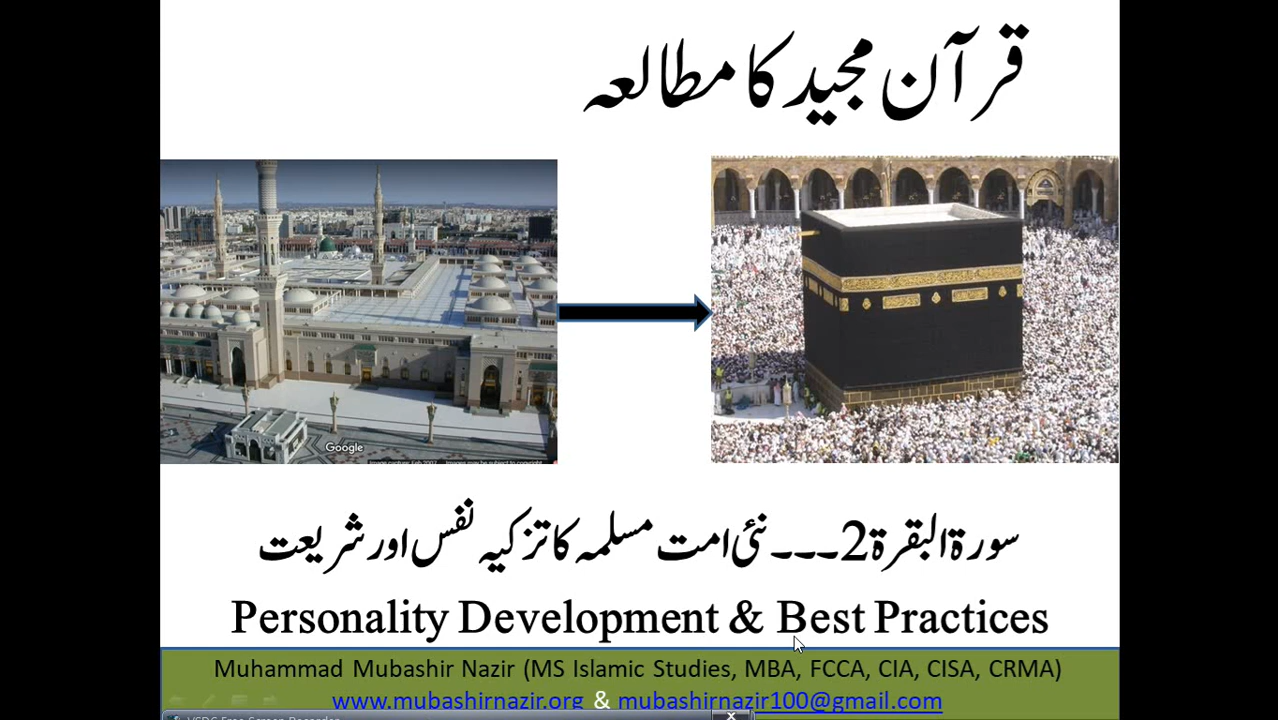 قرآن مجید کا مطالعہ
Google
سورۃ البقرۃ 2۔۔۔ نئی امت مسلمہ کا تزکیہ نفس اور شریعت
Personality Development & Best Practices
Muhammad Mubashir Nazir (MS Islamic Studies, MBA, FCCA, CIA, CISA, CRMA)
www.mubashirnazir.org & mubashirnazir100@gmail.com